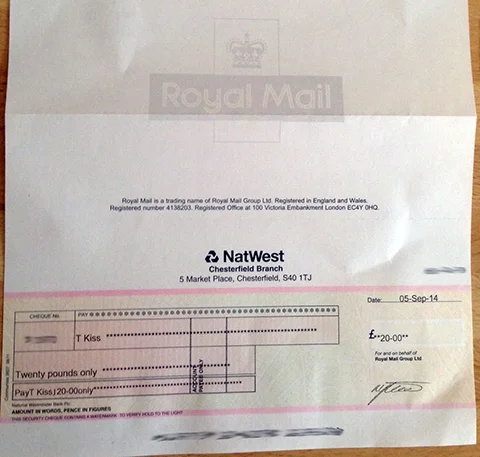 Royal Mail
Royal Mail is a trading name of Royal Mail Group Ltd. Registered in England and Wales.
Registered number 4138203. Registered Office at 100 Victoria Embankment London EC4Y 0HQ.
NatWest
Chesterfield Branch
5 Market Place, Chesterfield, S40 1TJ
Date: 05-Sep-14
CHEQUE No. PAY
T Kiss
£**20-00**
For and on behalf of
Royal Mail Group Ltd
ACCOUNT
PAYEE ONLY
Twenty pounds only
PayT Kiss|20-00only*
National Westminster Bank Plc
AMOUNT IN WORDS, PENCE IN FIGURES
THIS SECURITY CHEQUE CONTAINS A WATERMARK. TO VERIFY HOLD TO THE LIGHT